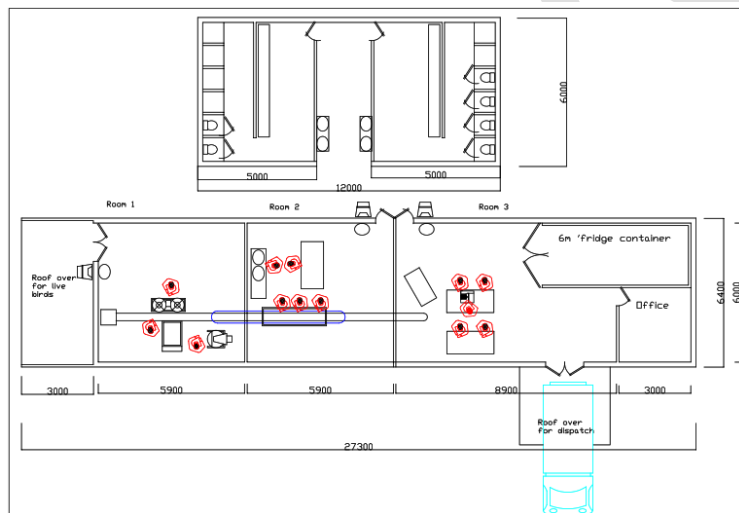 6000
5000
5000
12000
Room 1
Room 2
Room 3
6m 'fridge container
Roof over
for live
birds
Office
6400
6000
3000
5900
5900
8900
3000
Roof over
for dispatch
27300